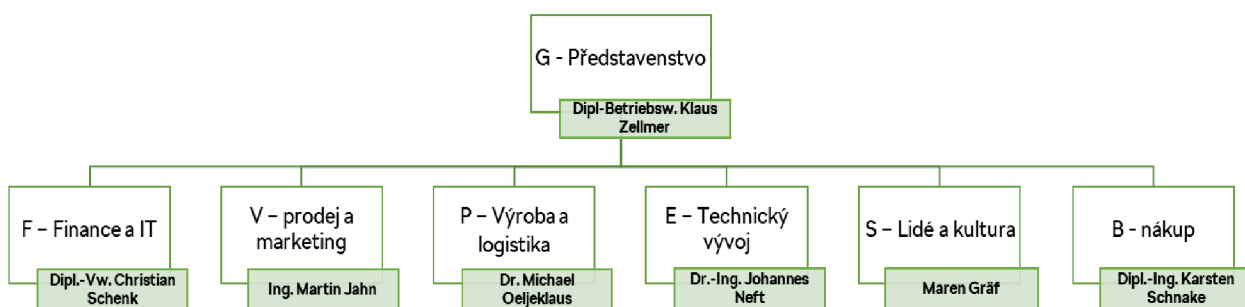 G - Představenstvo
Dipl-Betriebsw. Klaus
Zellmer
F – Finance a IT
Dipl.-Vw. Christian
Schenk
V – prodej a
marketing
Ing. Martin Jahn
P – Výroba a
logistika
Dr. Michael
Oeljeklaus
E – Technický
vývoj
Dr.-Ing. Johannes
Neft
S – Lidé a kultura
Maren Gräf
B - nákup
Dipl.-Ing. Karsten
Schnake